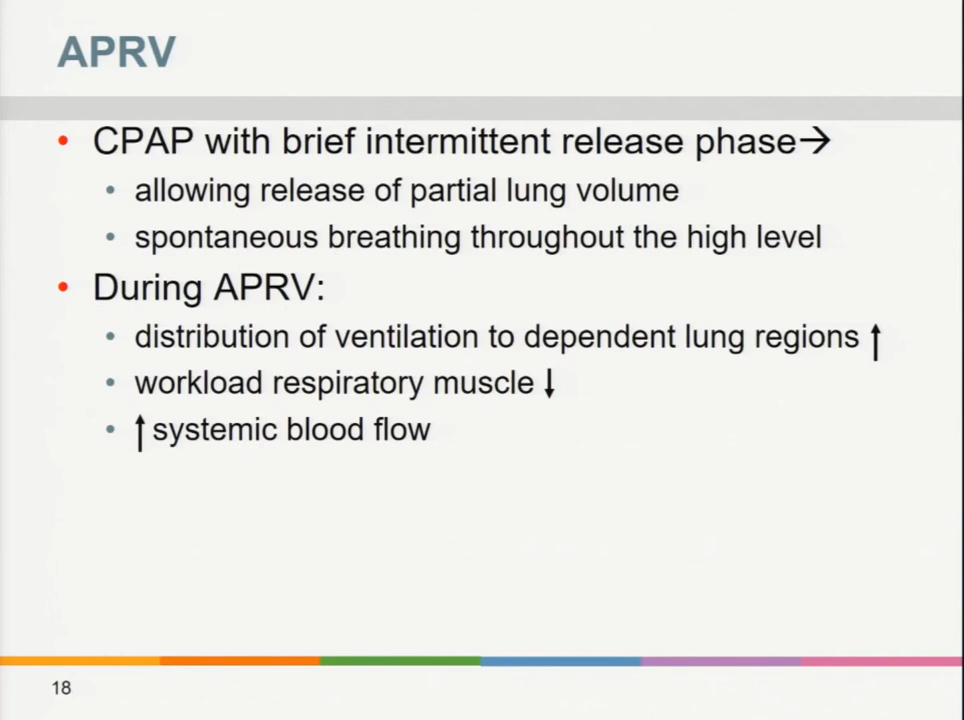 APRV
• CPAP with brief intermittent release phase→
• allowing release of partial lung volume
• spontaneous breathing throughout the high level
• During APRV:
• distribution of ventilation to dependent lung regions ↑
• workload respiratory muscle ↓
• ↑ systemic blood flow
18